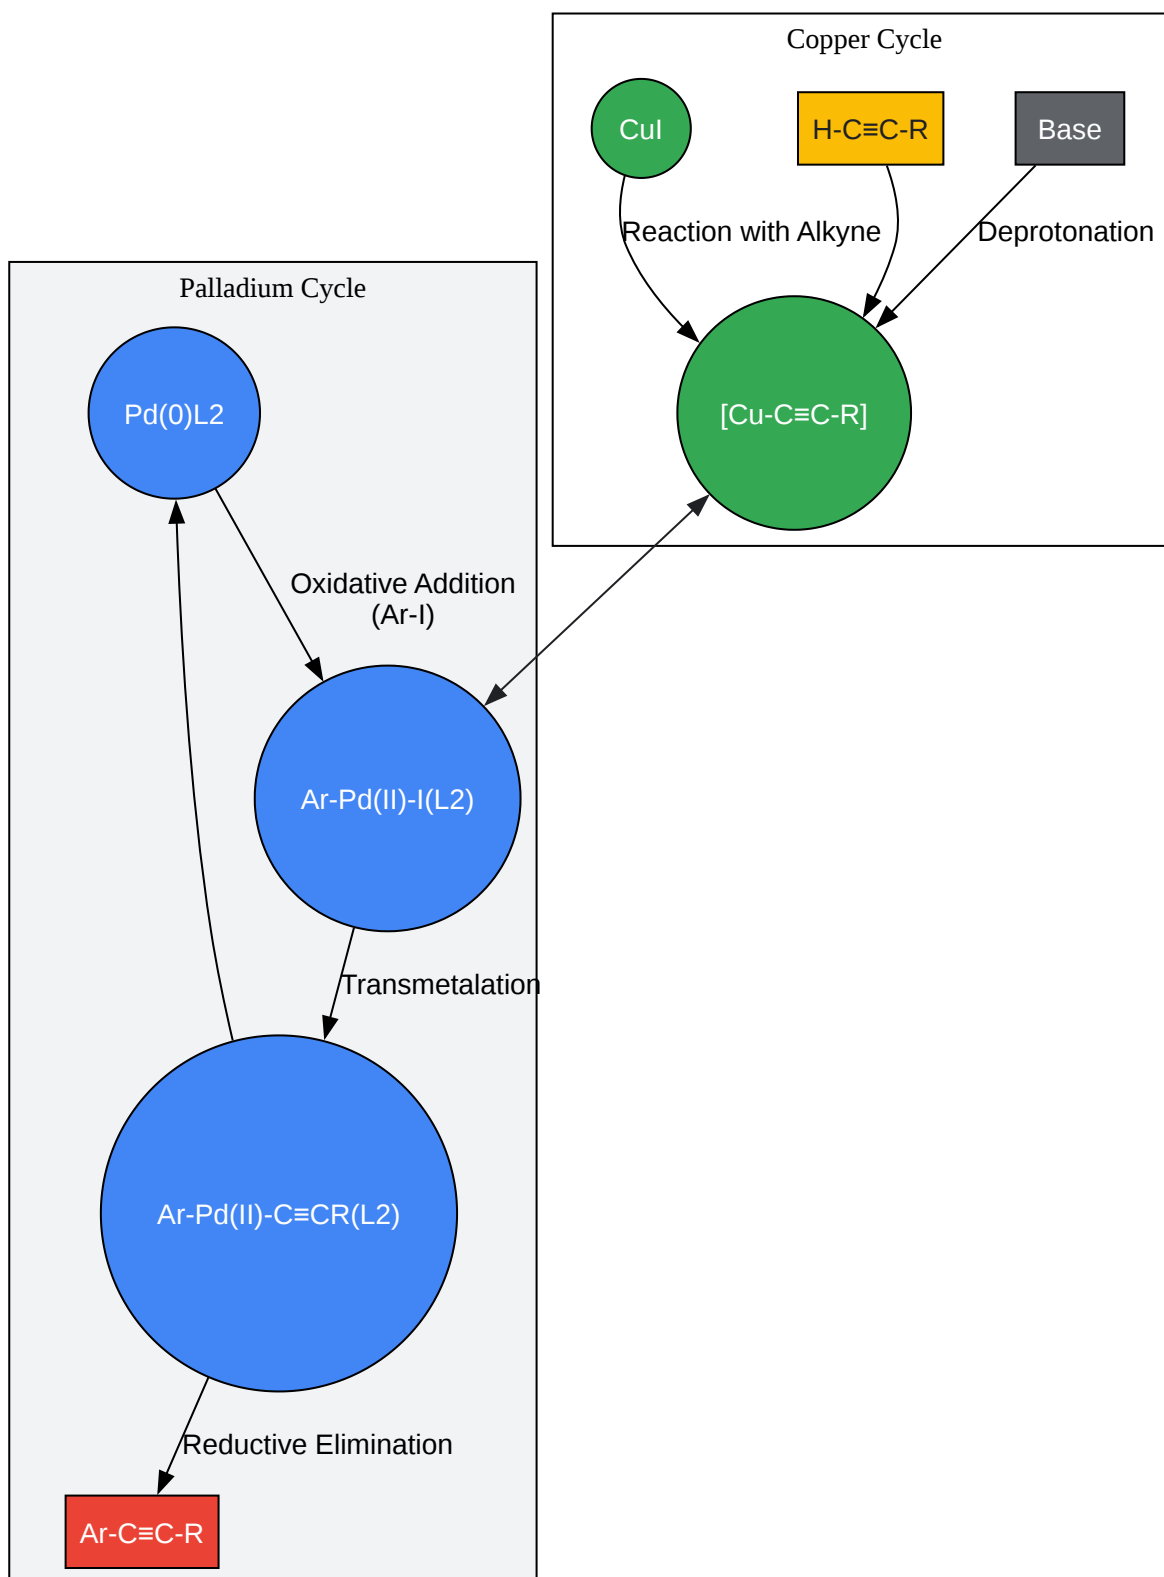 Copper Cycle
CuI
H-C≡C-R
Base
Reaction with Alkyne
Deprotonation
[Cu-C≡C-R]
Palladium Cycle
Pd(0)L2
Oxidative Addition
(Ar-I)
Ar-Pd(II)-I(L2)
Transmetalation
Ar-Pd(II)-C≡CR(L2)
Reductive Elimination
Ar-C≡C-R